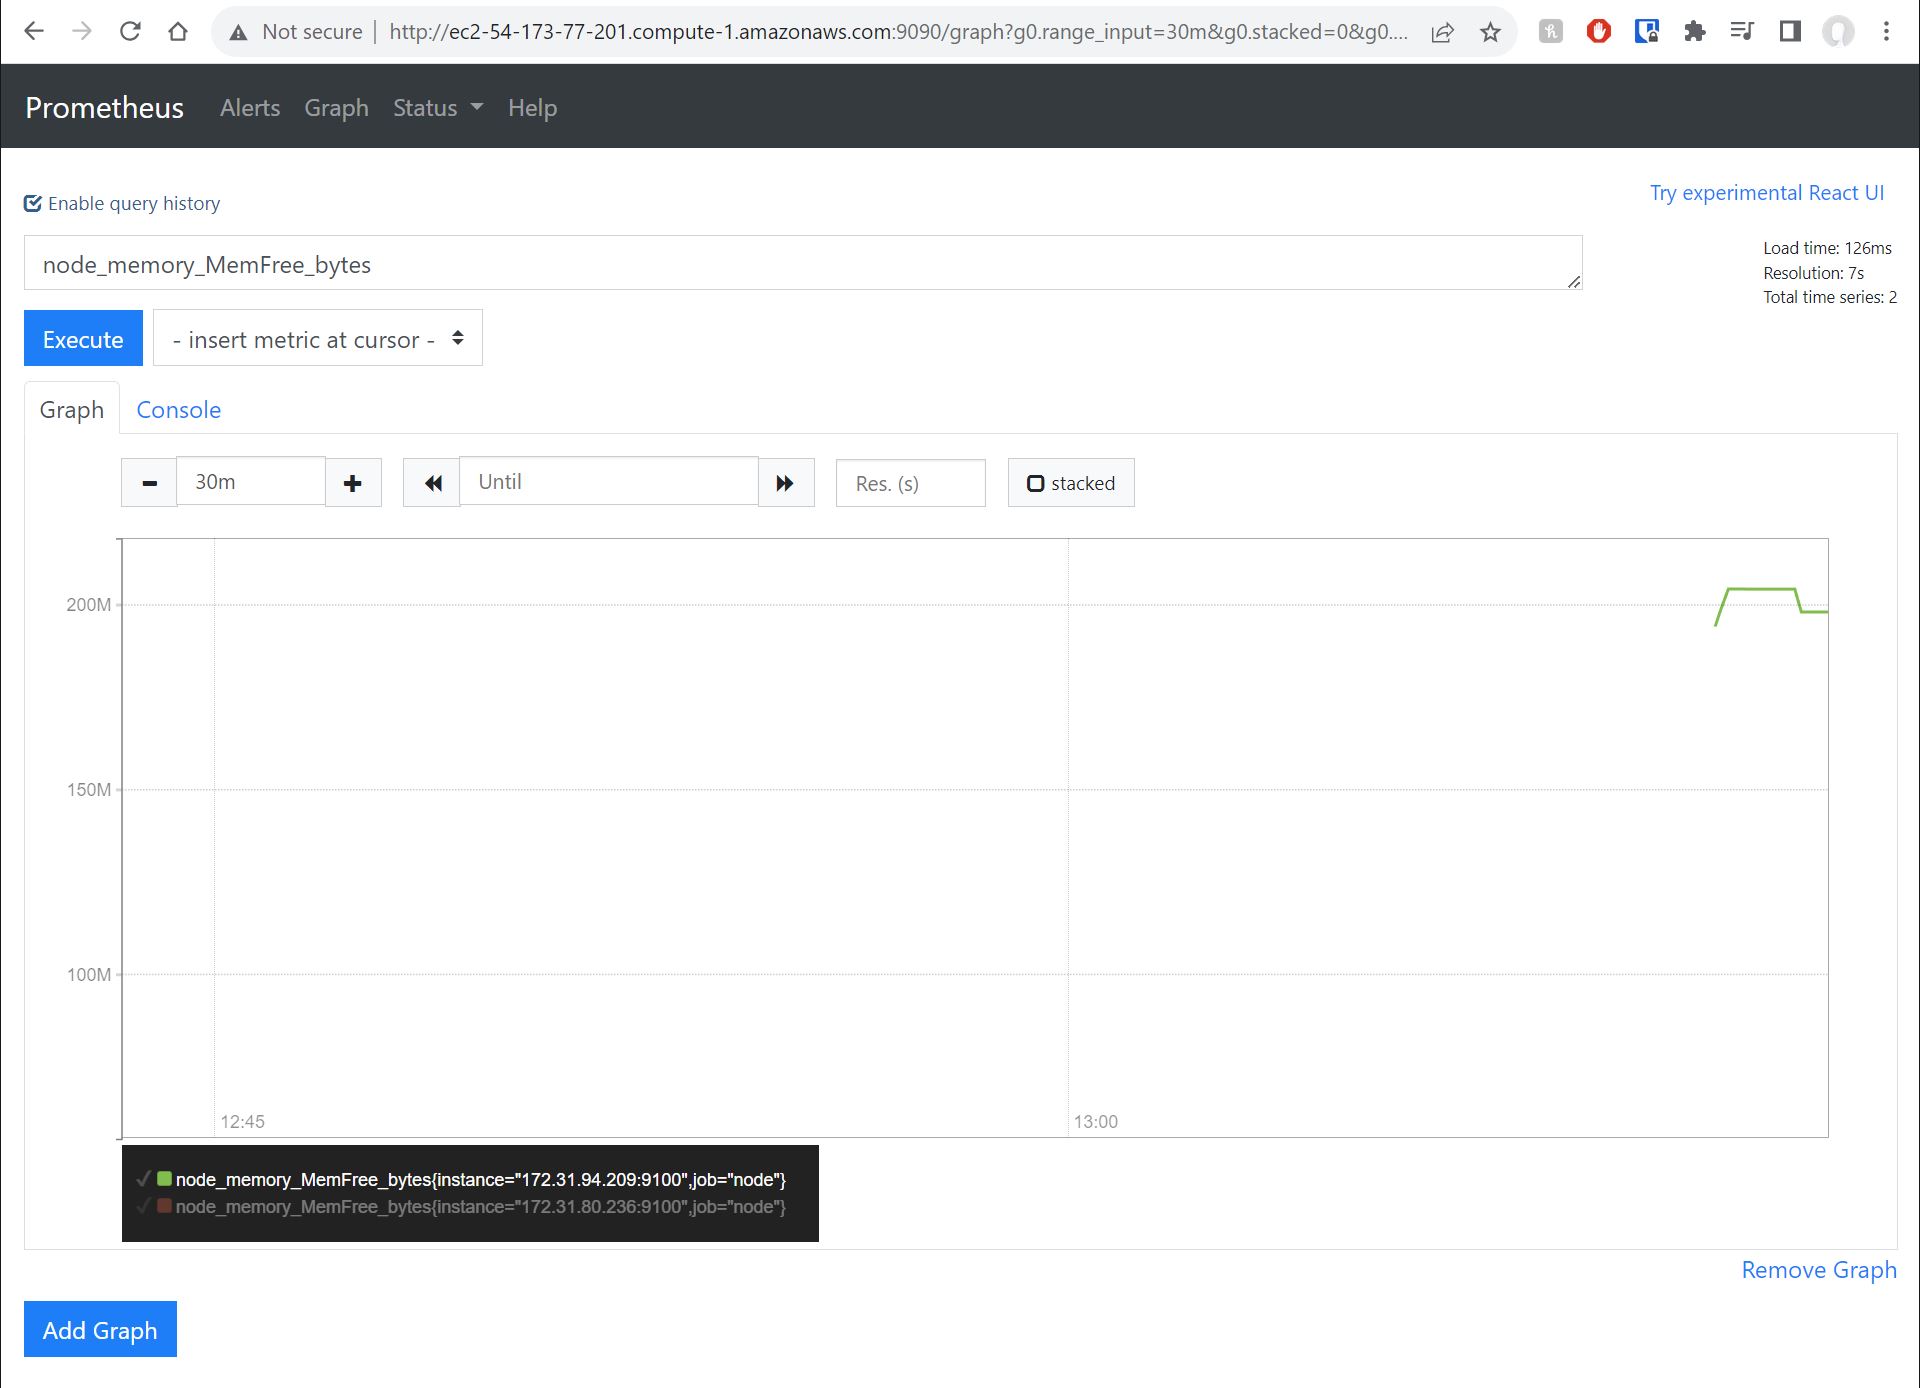 Not secure | http://ec2-54-173-77-201.compute-1.amazonaws.com:9090/graph?g0.range_input=30m&g0.stacked=0&g0....
Prometheus Alerts Graph Status Help
Try experimental React UI
Enable query history
node_memory_MemFree_bytes
Load time: 126ms
Resolution: 7s
Total time series: 2
Execute - insert metric at cursor -
Graph Console
30m Until Res. (s) stacked
200M
150M
100M
12:45 13:00
node_memory_MemFree_bytes{instance="172.31.94.209:9100",job="node"}
node_memory_MemFree_bytes{instance="172.31.80.236:9100",job="node"}
Remove Graph
Add Graph